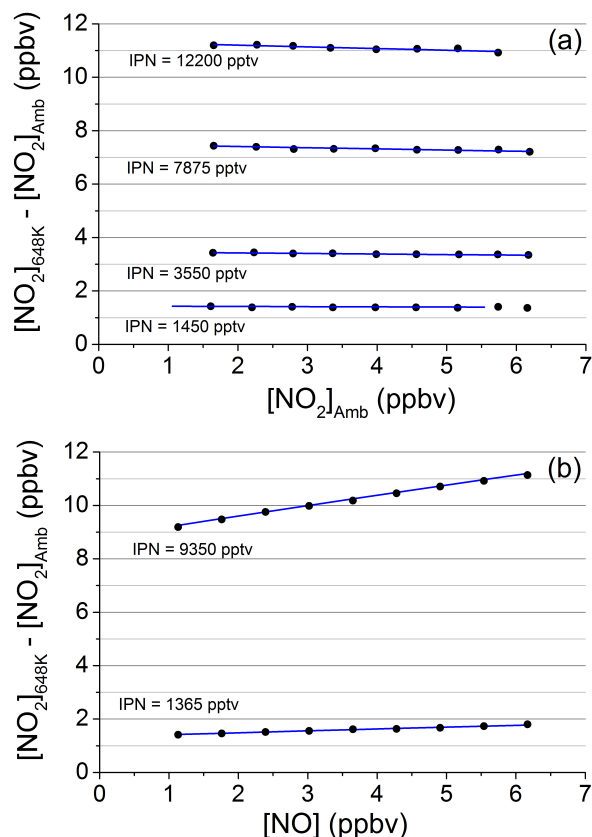 12
10
8
6
4
2
0
[NO₂]₆₄₈ₖ - [NO₂]Amb (ppbv)
(a)
IPN = 12200 pptv
IPN = 7875 pptv
IPN = 3550 pptv
IPN = 1450 pptv
0 1 2 3 4 5 6 7
[NO₂]Amb (ppbv)
12
10
8
6
4
2
0
[NO₂]₆₄₈ₖ - [NO₂]Amb (ppbv)
(b)
IPN = 9350 pptv
IPN = 1365 pptv
0 1 2 3 4 5 6 7
[NO] (ppbv)